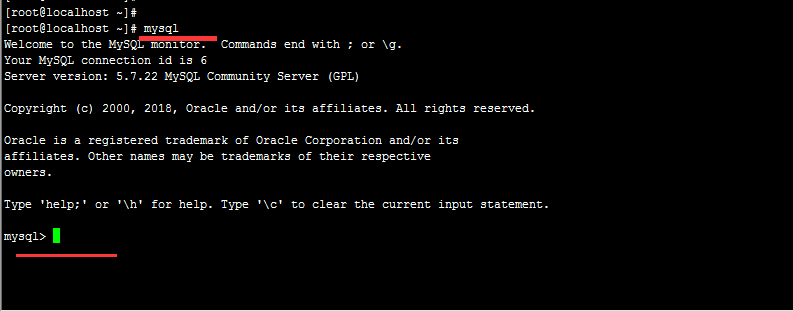 [root@localhost ~]#
[root@localhost ~]# mysql
Welcome to the MySQL monitor.  Commands end with ; or \g.
Your MySQL connection id is 6
Server version: 5.7.22 MySQL Community Server (GPL)
Copyright (c) 2000, 2018, Oracle and/or its affiliates. All rights reserved.
Oracle is a registered trademark of Oracle Corporation and/or its
affiliates. Other names may be trademarks of their respective
owners.
Type 'help;' or '\h' for help. Type '\c' to clear the current input statement.
mysql>